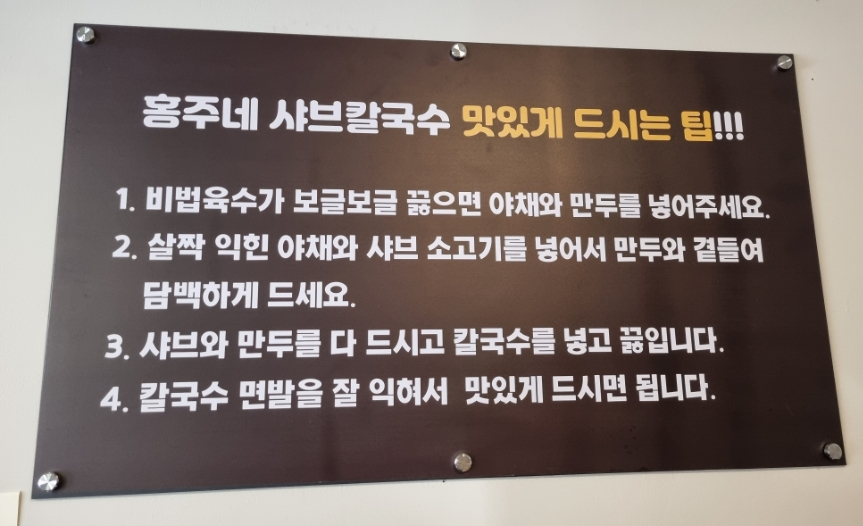 홍주네 샤브칼국수 맛있게 드시는 팁!!!
1. 비법육수가 보글보글 끓으면 야채와 만두를 넣어주세요.
2. 살짝 익힌 야채와 샤브 소고기를 넣어서 만두와 곁들여
담백하게 드세요.
3. 샤브와 만두를 다 드시고 칼국수를 넣고 끓입니다.
4. 칼국수 면발을 잘 익혀서 맛있게 드시면 됩니다.